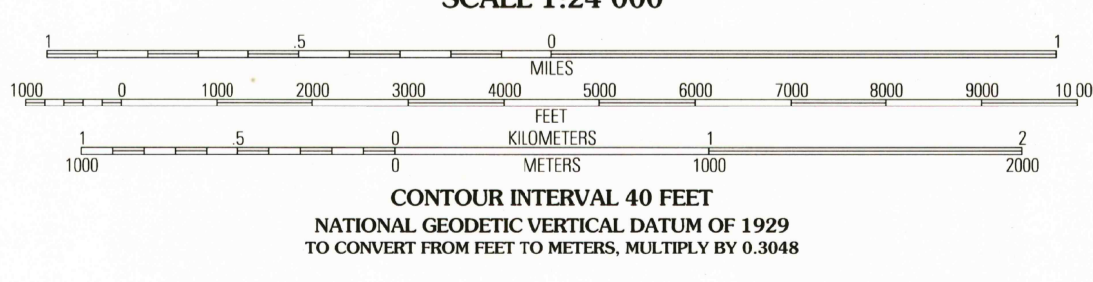 SCALE 1:24 000
1 .5 0 1
MILES
1000 0 1000 2000 3000 4000 5000 6000 7000 8000 9000 10 00
FEET
1 .5 0 KILOMETERS 1 2
1000 0 METERS 1000 2000
CONTOUR INTERVAL 40 FEET
NATIONAL GEODETIC VERTICAL DATUM OF 1929
TO CONVERT FROM FEET TO METERS, MULTIPLY BY 0.3048